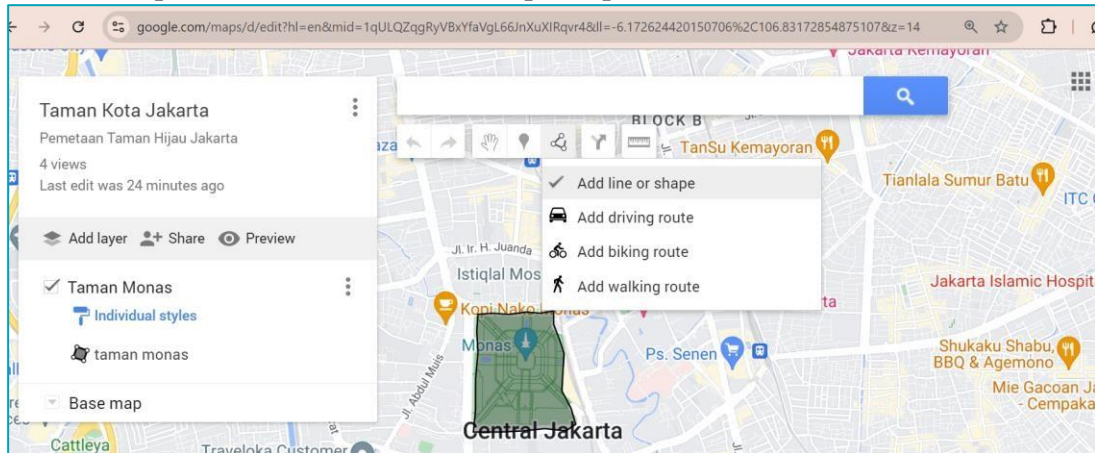 google.com/maps/d/edit?hl=en&mid=1qULQZqgRyVBxYfaVgL66JnXuXIRqvr4&ll=-6.172624420150706%2C106.83172854875107&z=14
Jakarta Kemayoran
Taman Kota Jakarta
Pemetaan Taman Hijau Jakarta
4 views
Last edit was 24 minutes ago
BLOCK B
TanSu Kemayoran
Tianlala Sumur Batu
ITC
Add line or shape
Add driving route
Add biking route
Add walking route
Add layer
Share
Preview
Jl. Ir. H. Juanda
Istiqlal Mos
Taman Monas
Individual styles
taman monas
Base map
Kopi Nako Monas
Monas
Jl. Abdul Muis
Ps. Senen
Jakarta Islamic Hospit
Shukaku Shabu,
BBQ & Agemono
Mie Gacoan Ja
- Cempaka
Central Jakarta
Cattleya
Traveloka Customer